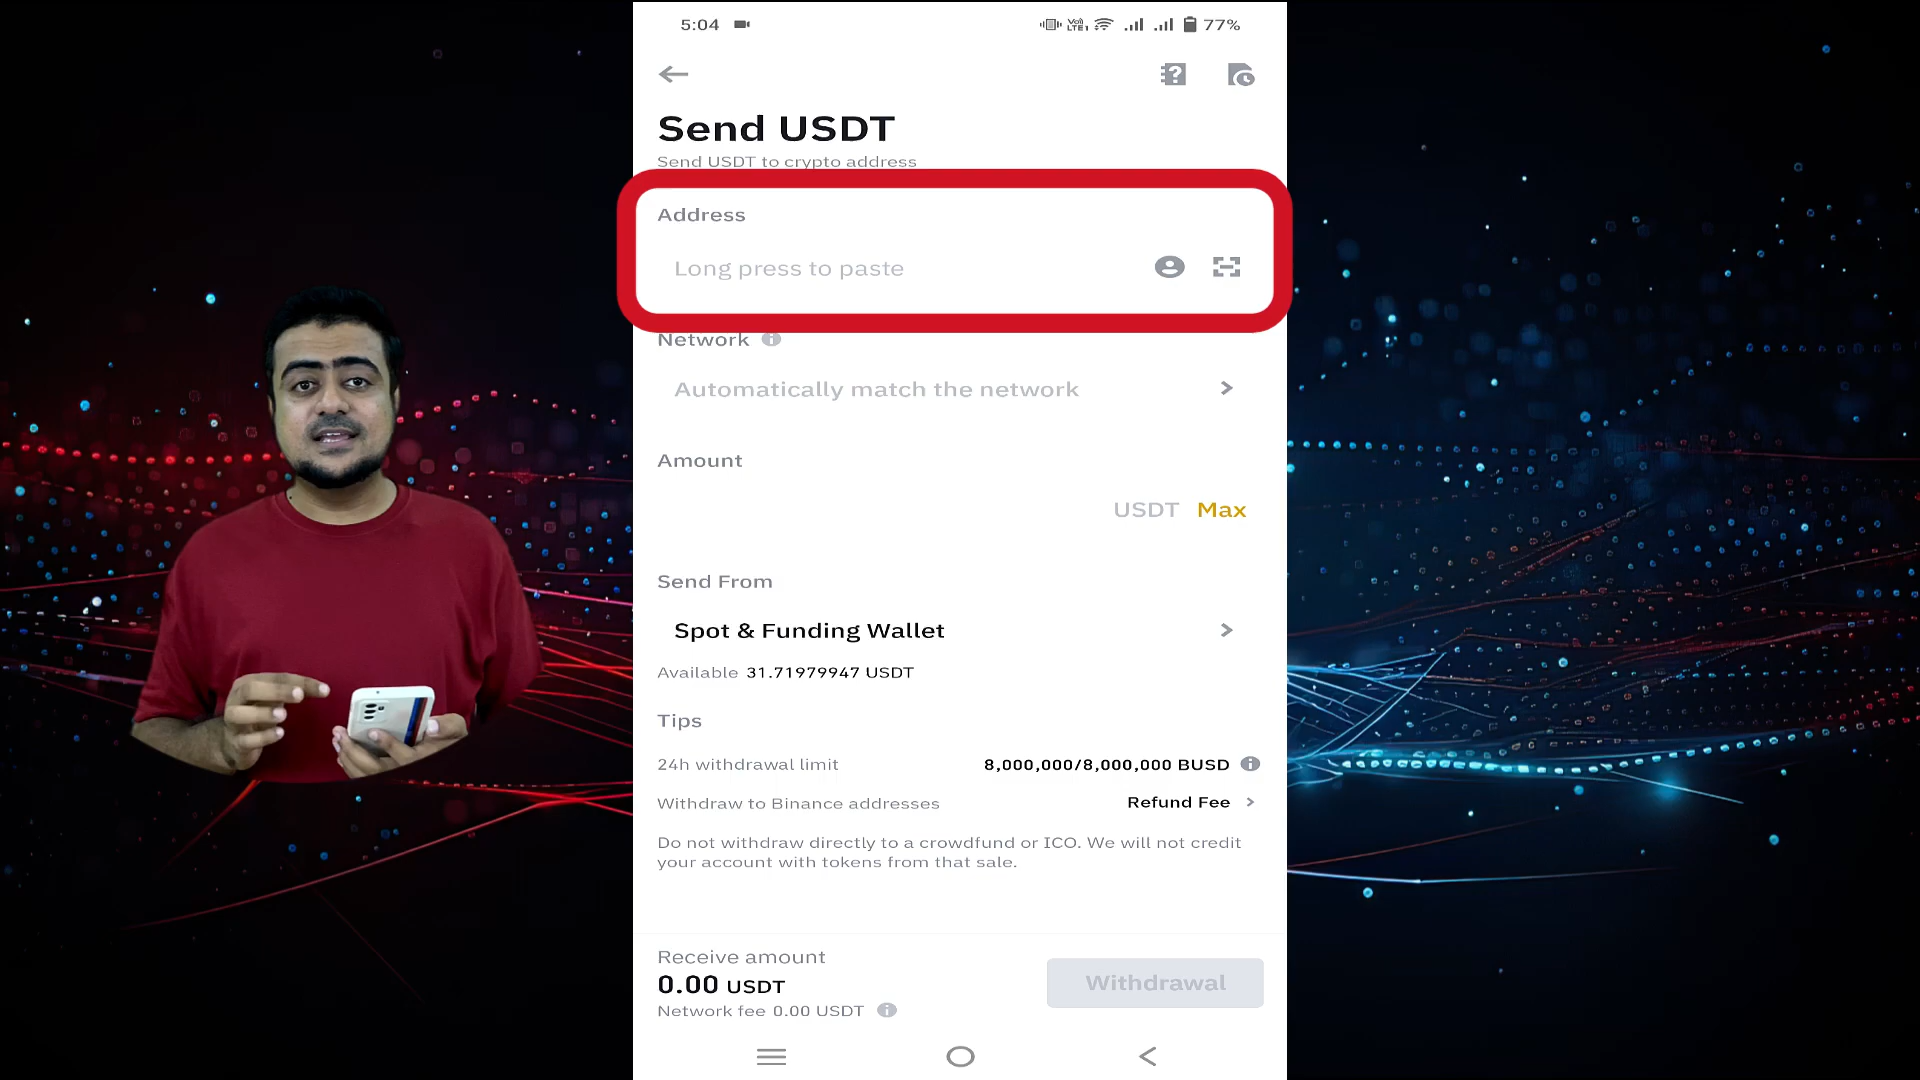 5:04
77%
Send USDT
Send USDT to crypto address
Address
Long press to paste
Network
Automatically match the network
Amount
USDT Max
Send From
Spot & Funding Wallet
Available 31.71979947 USDT
Tips
24h withdrawal limit 8,000,000/8,000,000 BUSD
Withdraw to Binance addresses Refund Fee
Do not withdraw directly to a crowdfund or ICO. We will not credit
your account with tokens from that sale.
Receive amount
0.00 USDT
Withdrawal
Network fee 0.00 USDT